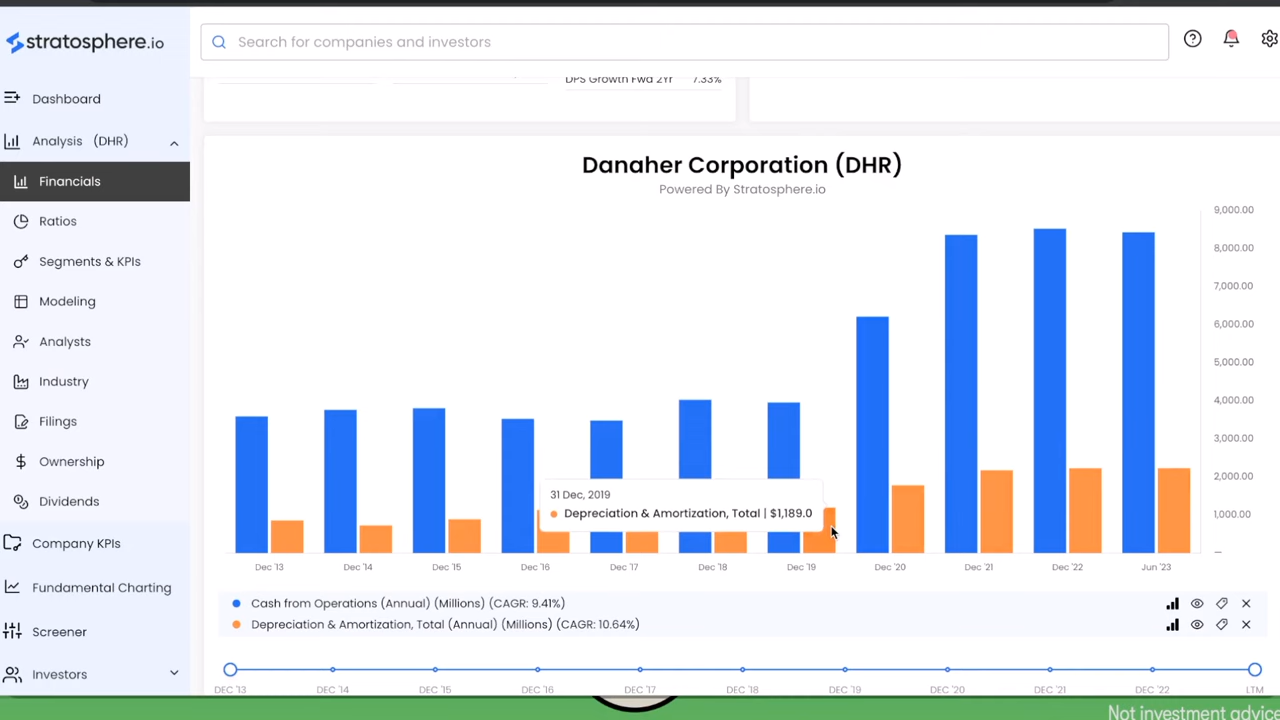 stratosphere.io
Search for companies and investors
Dashboard
Analysis (DHR)
Financials
Ratios
Segments & KPIs
Modeling
Analysts
Industry
Filings
Ownership
Dividends
Company KPIs
Fundamental Charting
Screener
Investors
DPS Growth Fwd 2Yr 7.33%
Danaher Corporation (DHR)
Powered By Stratosphere.io
9,000.00
8,000.00
7,000.00
6,000.00
5,000.00
4,000.00
3,000.00
2,000.00
1,000.00
31 Dec, 2019
Depreciation & Amortization, Total | $1,189.0
Dec '13 Dec '14 Dec '15 Dec '16 Dec '17 Dec '18 Dec '19 Dec '20 Dec '21 Dec '22 Jun '23
Cash from Operations (Annual) (Millions) (CAGR: 9.41%)
Depreciation & Amortization, Total (Annual) (Millions) (CAGR: 10.64%)
DEC '13 DEC '14 DEC '15 DEC '16 DEC '17 DEC '18 DEC '19 DEC '20 DEC '21 DEC '22 LTM
Not investment advice